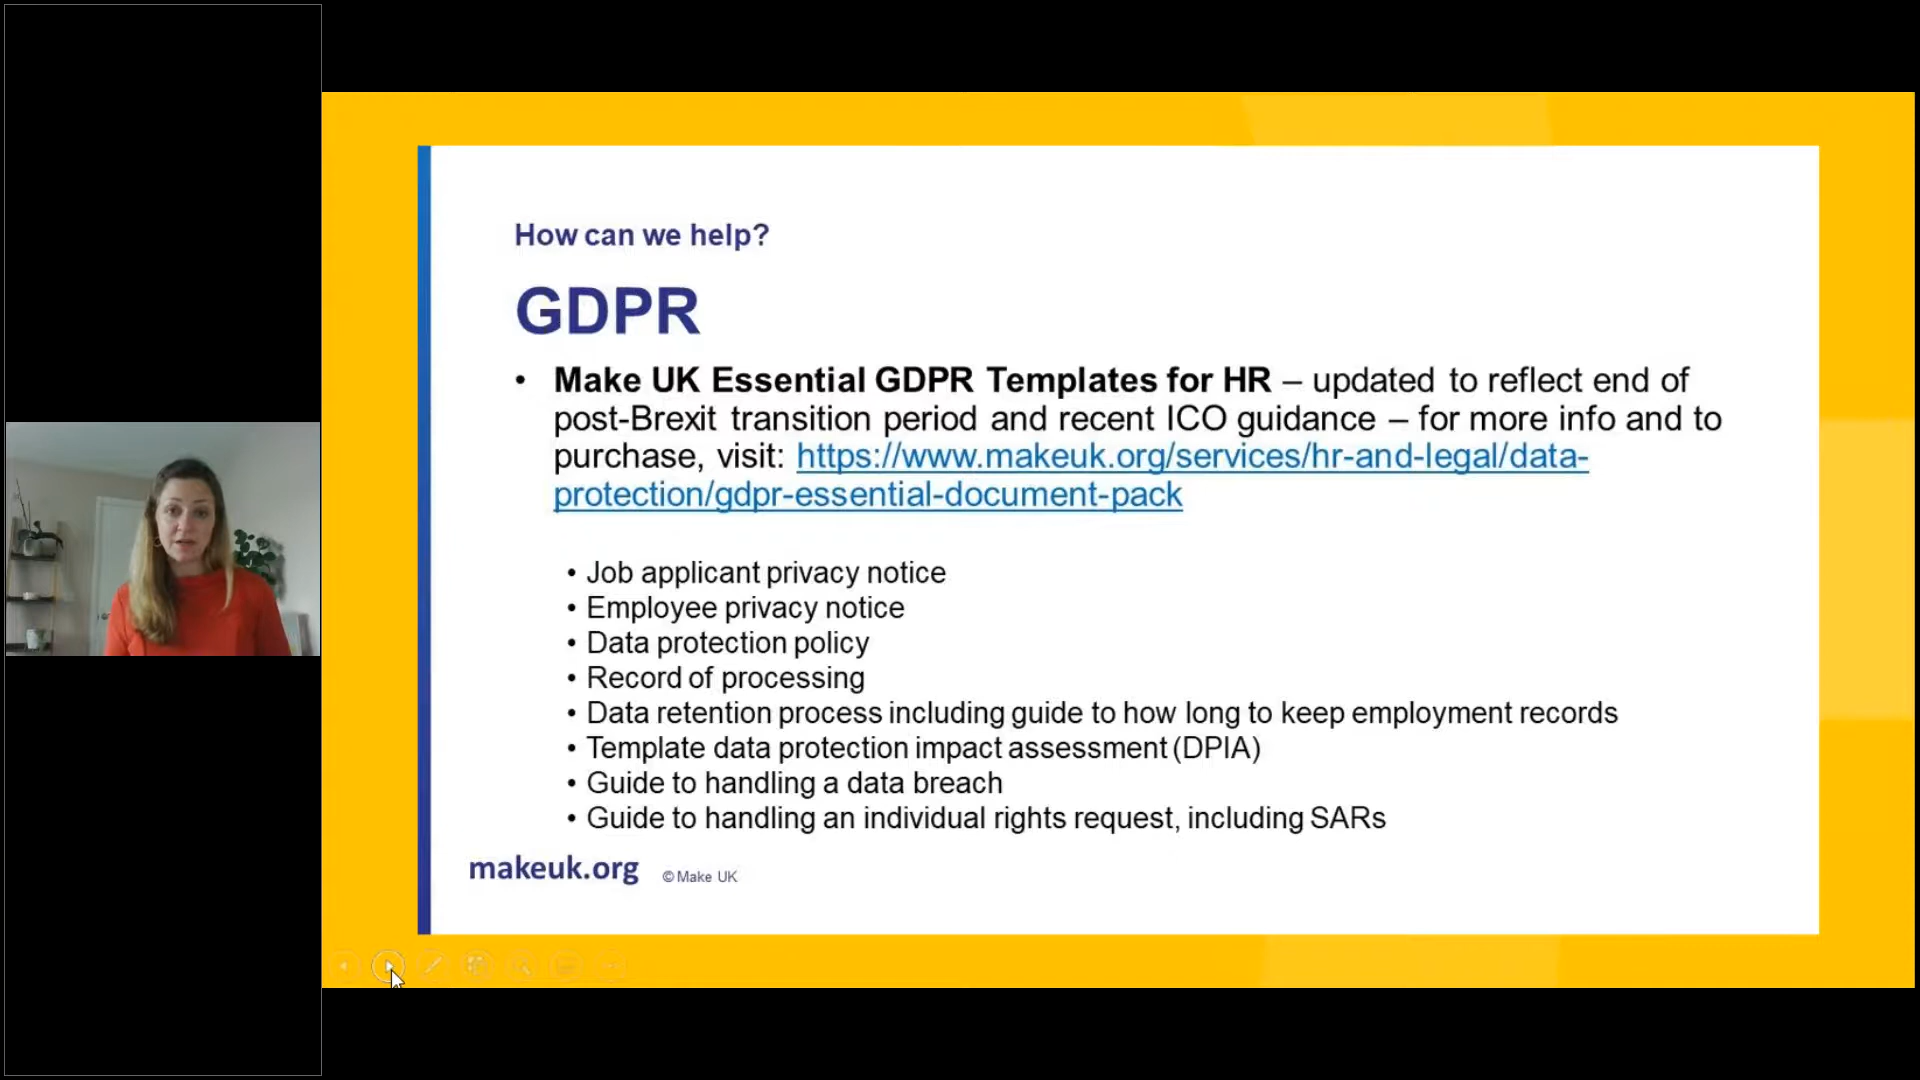 How can we help?
GDPR
• Make UK Essential GDPR Templates for HR – updated to reflect end of
post-Brexit transition period and recent ICO guidance – for more info and to
purchase, visit: https://www.makeuk.org/services/hr-and-legal/data-
protection/gdpr-essential-document-pack
• Job applicant privacy notice
• Employee privacy notice
• Data protection policy
• Record of processing
• Data retention process including guide to how long to keep employment records
• Template data protection impact assessment (DPIA)
• Guide to handling a data breach
• Guide to handling an individual rights request, including SARs
makeuk.org © Make UK